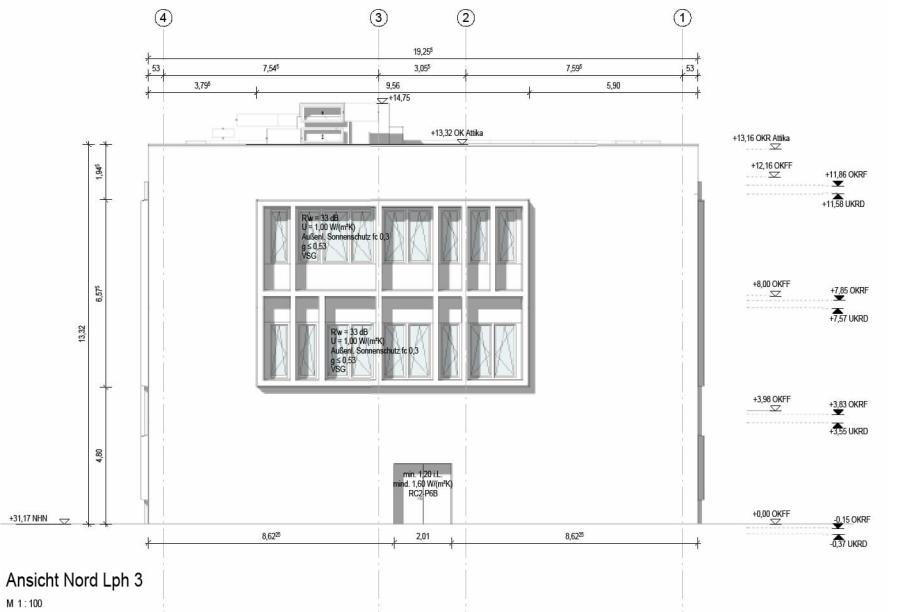 4 3 2 1
19,25⁵
53 7,54⁵ 3,05⁵ 7,59⁵ 53
3,79⁵ 9,56 5,90
+14,75
+13,32 OK Attika
+13,16 OKR Attika
+12,16 OKFF
+11,86 OKRF
+11,58 UKRD
1,94⁵
R'w = 33 dB
U = 1,00 W/(m²K)
Außenl. Sonnenschutz fc 0,3
g ≤ 0,53
VSG
6,57⁵
+8,00 OKFF
+7,85 OKRF
+7,57 UKRD
13,32
R'w = 33 dB
U = 1,00 W/(m²K)
Außenl. Sonnenschutz fc 0,3
g ≤ 0,53
VSG
+3,98 OKFF
+3,83 OKRF
+3,55 UKRD
4,80
min. 1,20 i.L.
mind. 1,60 W/(m²K)
RC2-P6B
+31,17 NHN
+0,00 OKFF
-0,15 OKRF
-0,37 UKRD
8,62²⁵ 2,01 8,62²⁵
Ansicht Nord Lph 3
M 1 : 100